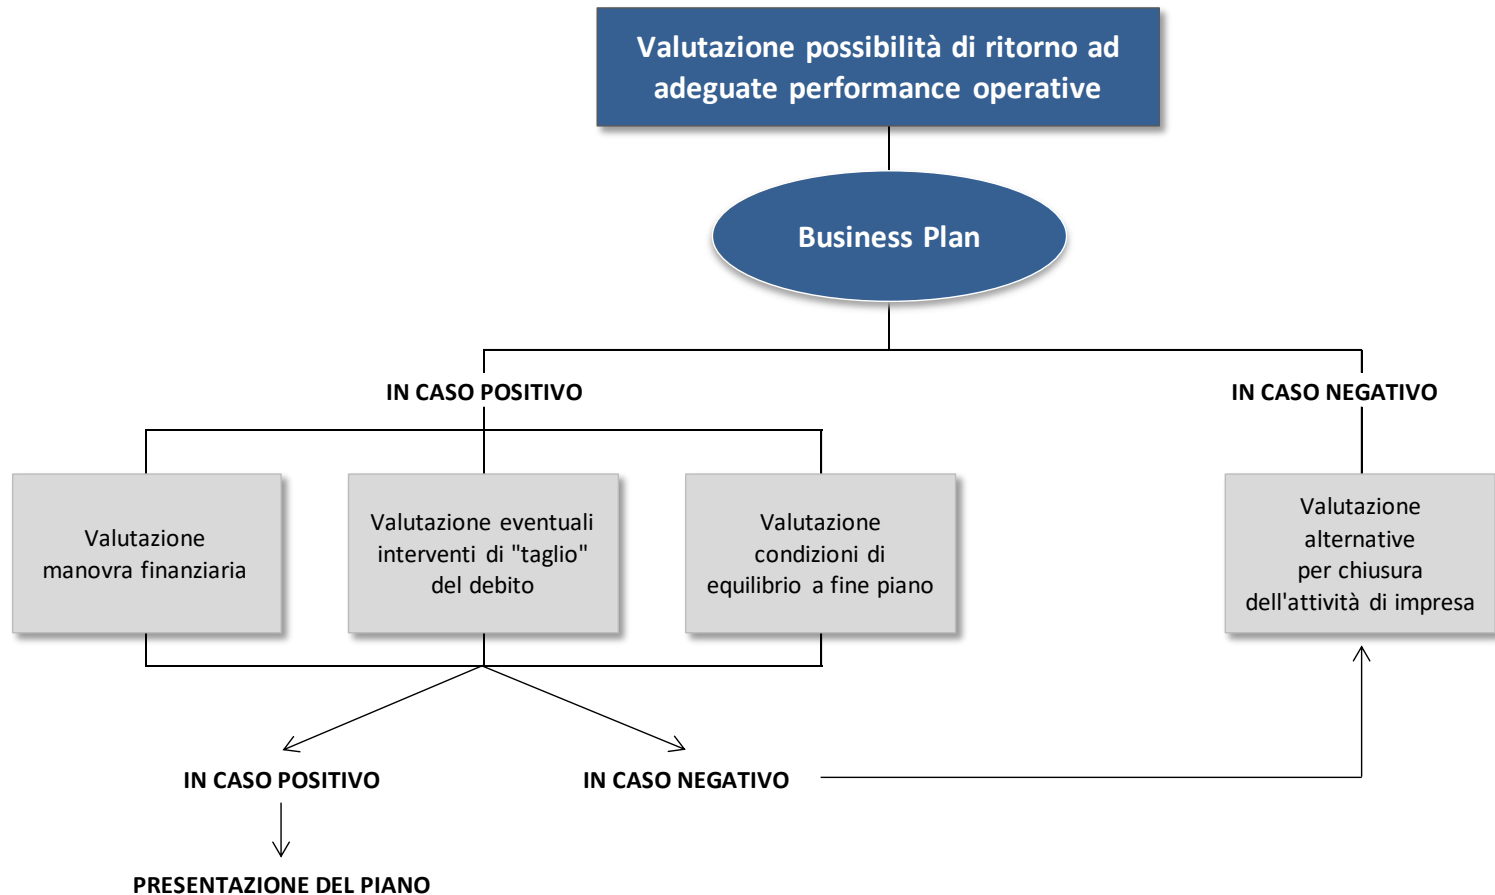 Valutazione possibilità di ritorno ad
adeguate performance operative
Business Plan
IN CASO POSITIVO
IN CASO NEGATIVO
Valutazione
manovra finanziaria
Valutazione eventuali
interventi di "taglio"
del debito
Valutazione
condizioni di
equilibrio a fine piano
Valutazione
alternative
per chiusura
dell'attività di impresa
IN CASO POSITIVO
IN CASO NEGATIVO
PRESENTAZIONE DEL PIANO